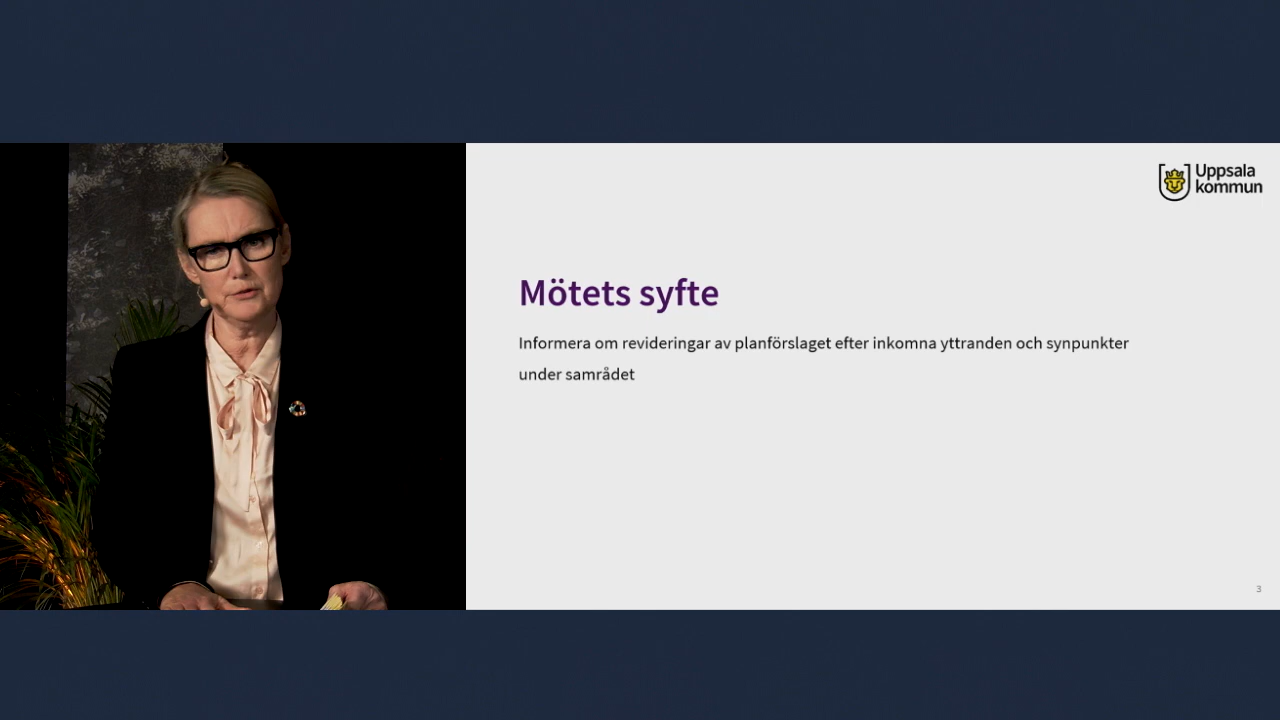 Uppsala
kommun
Mötets syfte
Informera om revideringar av planförslaget efter inkomna yttranden och synpunkter
under samrådet
3